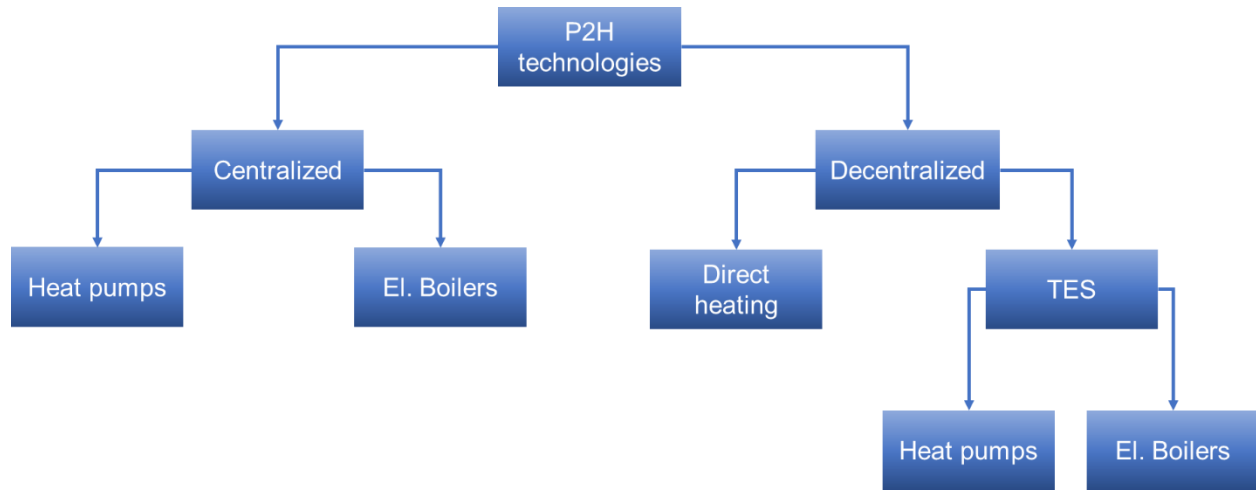 P2H
technologies
Centralized
Decentralized
Heat pumps
El. Boilers
Direct
heating
TES
Heat pumps
El. Boilers